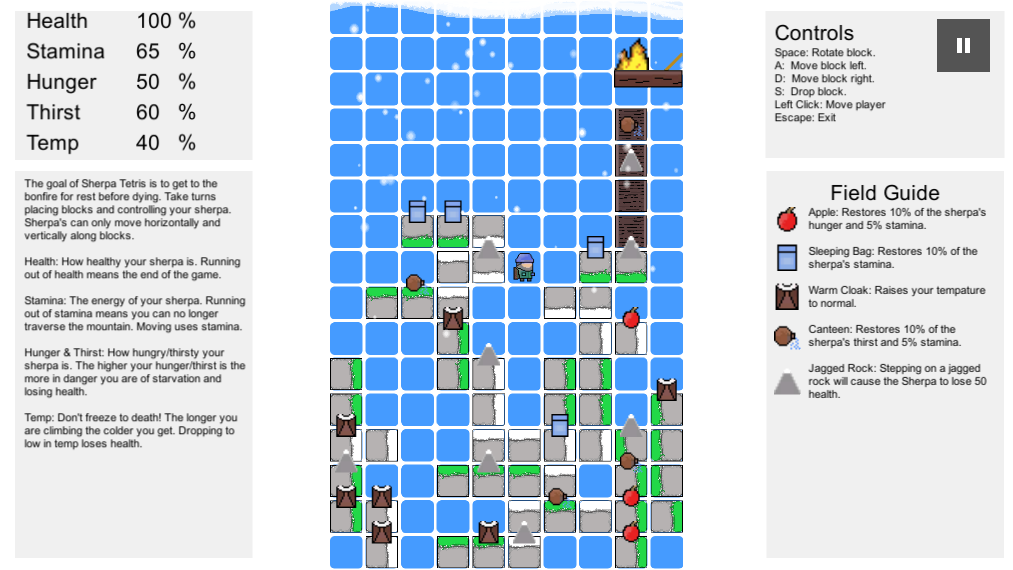 Health 100 %
Stamina 65 %
Hunger 50 %
Thirst 60 %
Temp 40 %
The goal of Sherpa Tetris is to get to the
bonfire for rest before dying. Take turns
placing blocks and controlling your sherpa.
Sherpa's can only move horizontally and
vertically along blocks.
Health: How healthy your sherpa is. Running
out of health means the end of the game.
Stamina: The energy of your sherpa. Running
out of stamina means you can no longer
traverse the mountain. Moving uses stamina.
Hunger & Thirst: How hungry/thirsty your
sherpa is. The higher your hunger/thirst is the
more in danger you are of starvation and
losing health.
Temp: Don't freeze to death! The longer you
are climbing the colder you get. Dropping to
low in temp loses health.
Controls
Space: Rotate block.
A: Move block left.
D: Move block right.
S: Drop block.
Left Click: Move player
Escape: Exit
Field Guide
Apple: Restores 10% of the sherpa's
hunger and 5% stamina.
Sleeping Bag: Restores 10% of the
sherpa's stamina.
Warm Cloak: Raises your tempature
to normal.
Canteen: Restores 10% of the
sherpa's thirst and 5% stamina.
Jagged Rock: Stepping on a jagged
rock will cause the Sherpa to lose 50
health.